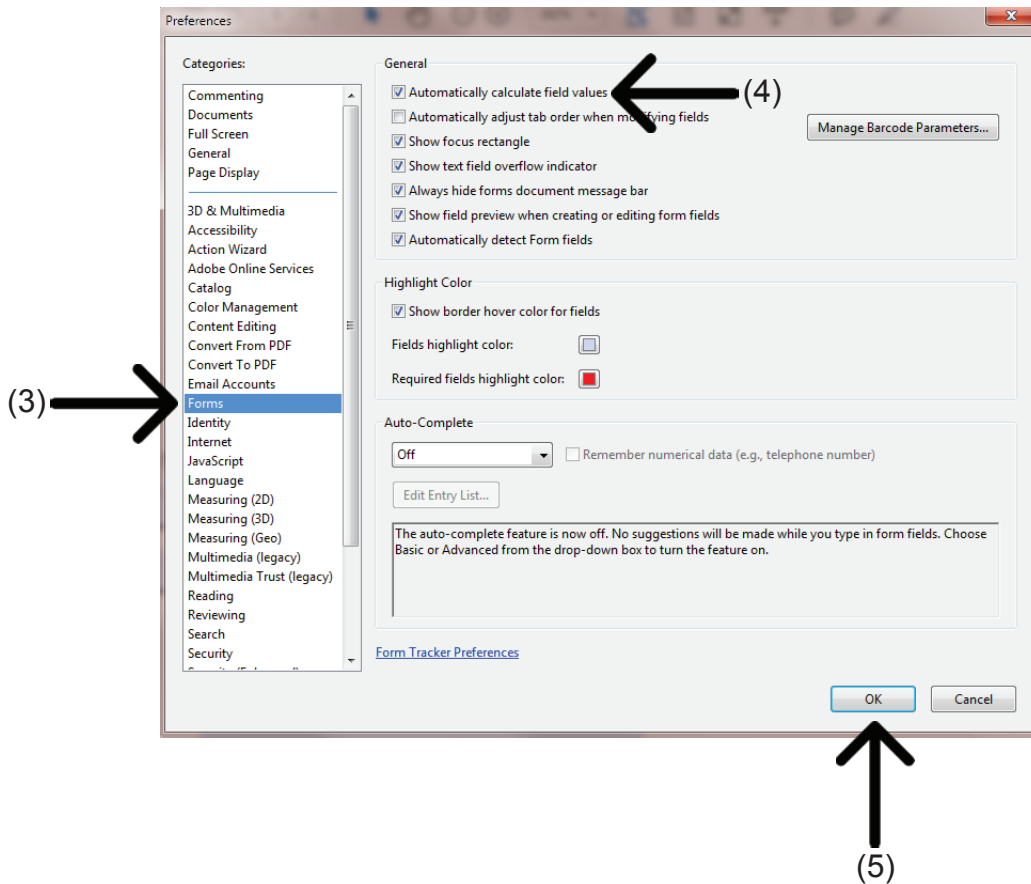 Preferences
Categories:
Commenting
Documents
Full Screen
General
Page Display
3D & Multimedia
Accessibility
Action Wizard
Adobe Online Services
Catalog
Color Management
Content Editing
Convert From PDF
Convert To PDF
Email Accounts
(3)
Forms
Identity
Internet
JavaScript
Language
Measuring (2D)
Measuring (3D)
Measuring (Geo)
Multimedia (legacy)
Multimedia Trust (legacy)
Reading
Reviewing
Search
Security
General
Automatically calculate field values
(4)
Automatically adjust tab order when modifying fields
Manage Barcode Parameters...
Show focus rectangle
Show text field overflow indicator
Always hide forms document message bar
Show field preview when creating or editing form fields
Automatically detect Form fields
Highlight Color
Show border hover color for fields
Fields highlight color:
Required fields highlight color:
Auto-Complete
Off
Remember numerical data (e.g., telephone number)
Edit Entry List...
The auto-complete feature is now off. No suggestions will be made while you type in form fields. Choose
Basic or Advanced from the drop-down box to turn the feature on.
Form Tracker Preferences
OK
Cancel
(5)